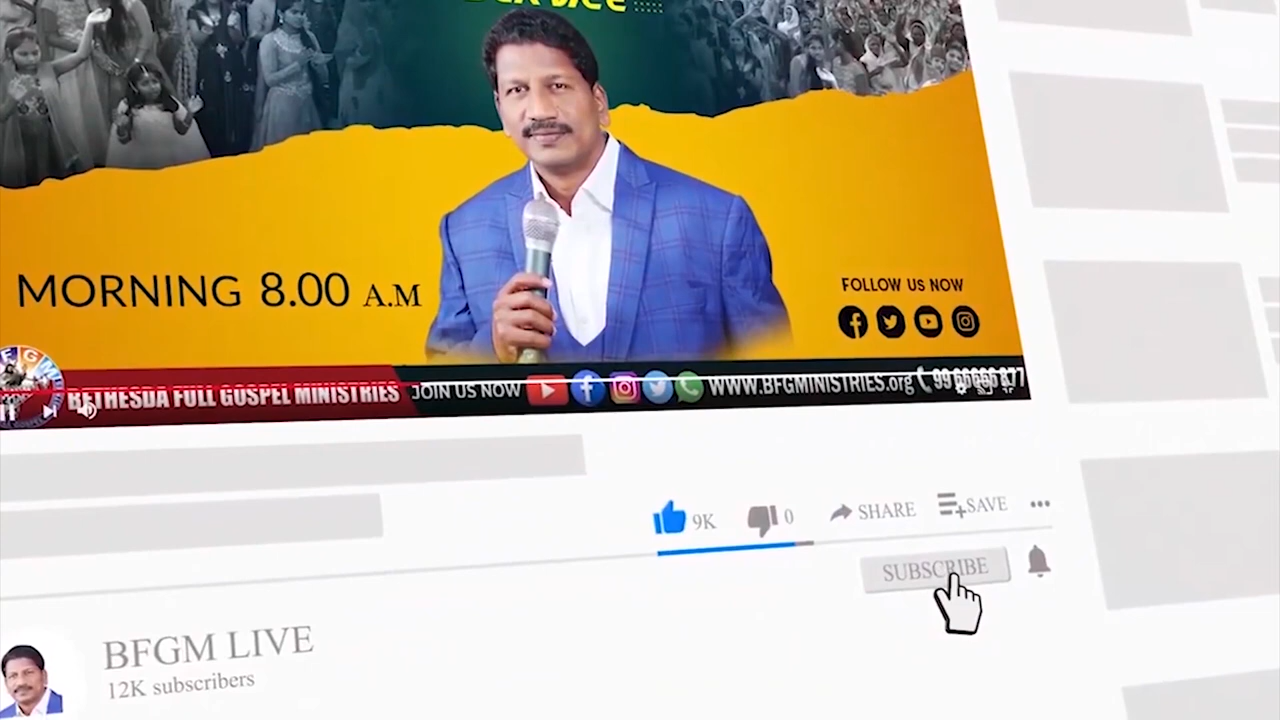 MORNING 8.00 A.M
FOLLOW US NOW
BETHESDA FULL GOSPEL MINISTRIES
JOIN US NOW
WWW.BFGMINISTRIES.org
9K
0
SHARE
SAVE
SUBSCRIBE
BFGM LIVE
12K subscribers